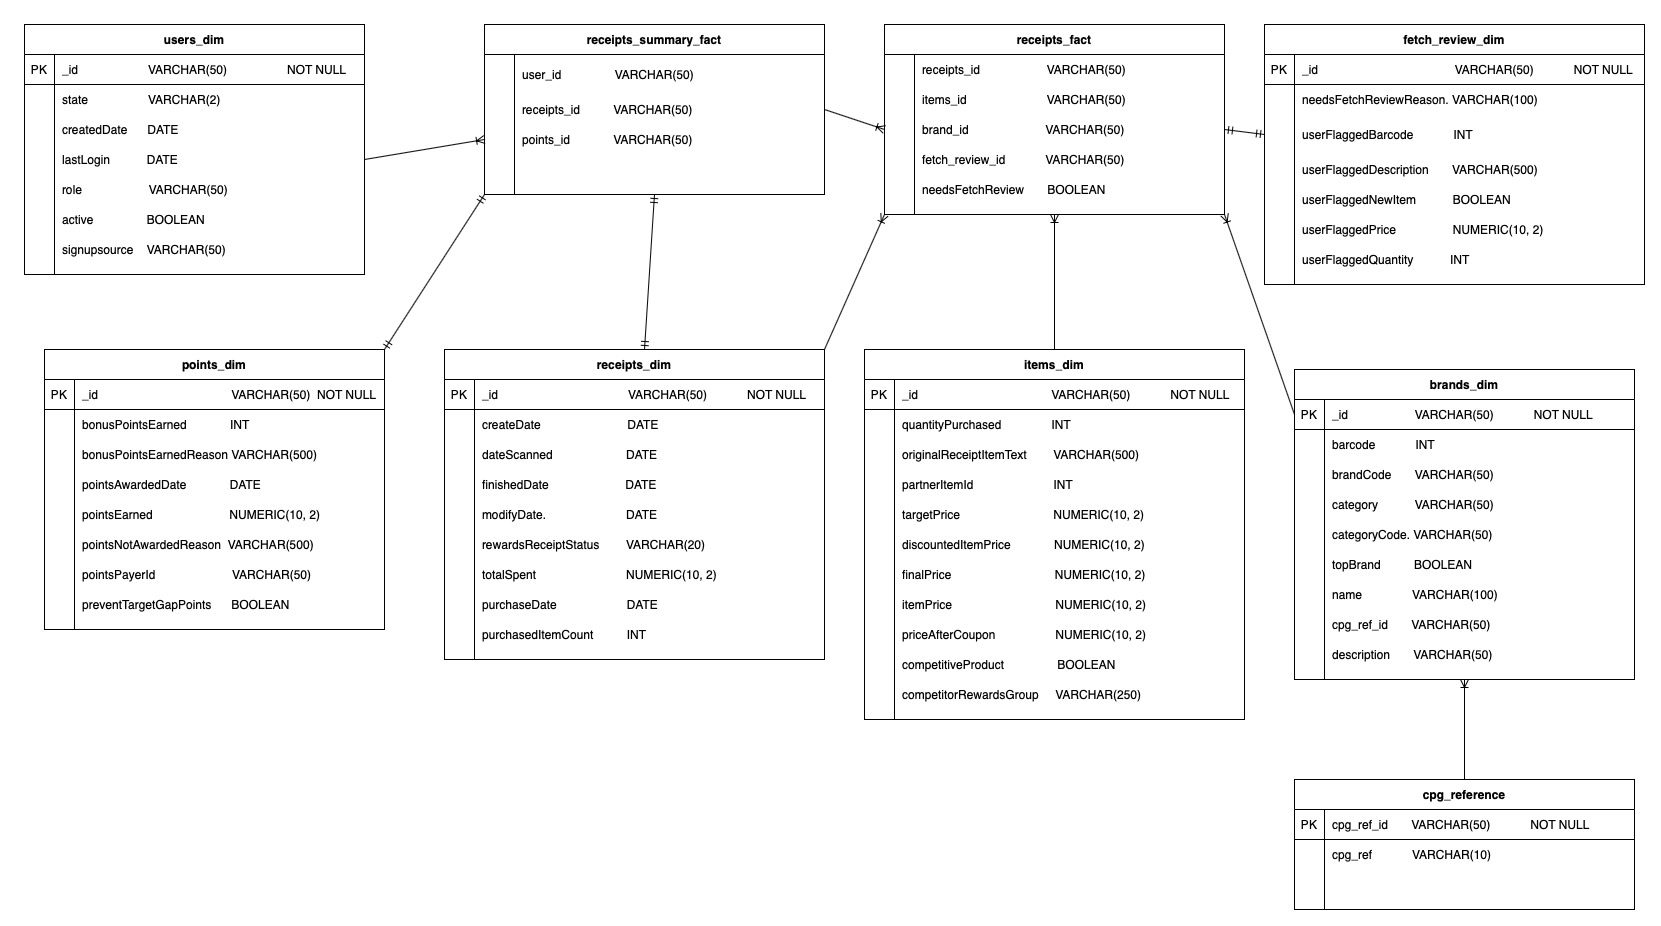 users_dim
PK _id VARCHAR(50) NOT NULL
state VARCHAR(2)
createdDate DATE
lastLogin DATE
role VARCHAR(50)
active BOOLEAN
signupsource VARCHAR(50)
receipts_summary_fact
user_id VARCHAR(50)
receipts_id VARCHAR(50)
points_id VARCHAR(50)
receipts_fact
receipts_id VARCHAR(50)
items_id VARCHAR(50)
brand_id VARCHAR(50)
fetch_review_id VARCHAR(50)
needsFetchReview BOOLEAN
fetch_review_dim
PK _id VARCHAR(50) NOT NULL
needsFetchReviewReason. VARCHAR(100)
userFlaggedBarcode INT
userFlaggedDescription VARCHAR(500)
userFlaggedNewItem BOOLEAN
userFlaggedPrice NUMERIC(10, 2)
userFlaggedQuantity INT
points_dim
PK _id VARCHAR(50) NOT NULL
bonusPointsEarned INT
bonusPointsEarnedReason VARCHAR(500)
pointsAwardedDate DATE
pointsEarned NUMERIC(10, 2)
pointsNotAwardedReason VARCHAR(500)
pointsPayerId VARCHAR(50)
preventTargetGapPoints BOOLEAN
receipts_dim
PK _id VARCHAR(50) NOT NULL
createDate DATE
dateScanned DATE
finishedDate DATE
modifyDate. DATE
rewardsReceiptStatus VARCHAR(20)
totalSpent NUMERIC(10, 2)
purchaseDate DATE
purchasedItemCount INT
items_dim
PK _id VARCHAR(50) NOT NULL
quantityPurchased INT
originalReceiptItemText VARCHAR(500)
partnerItemId INT
targetPrice NUMERIC(10, 2)
discountedItemPrice NUMERIC(10, 2)
finalPrice NUMERIC(10, 2)
itemPrice NUMERIC(10, 2)
priceAfterCoupon NUMERIC(10, 2)
competitiveProduct BOOLEAN
competitorRewardsGroup VARCHAR(250)
brands_dim
PK _id VARCHAR(50) NOT NULL
barcode INT
brandCode VARCHAR(50)
category VARCHAR(50)
categoryCode. VARCHAR(50)
topBrand BOOLEAN
name VARCHAR(100)
cpg_ref_id VARCHAR(50)
description VARCHAR(50)
cpg_reference
PK cpg_ref_id VARCHAR(50) NOT NULL
cpg_ref VARCHAR(10)